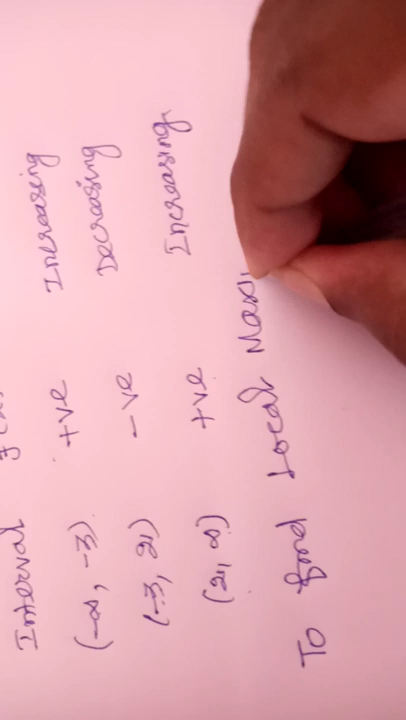 Interval
(-∞, -3) +ve Increasing
(-3, 21) -ve Decreasing
(21, ∞) +ve Increasing
To find Local Maxi